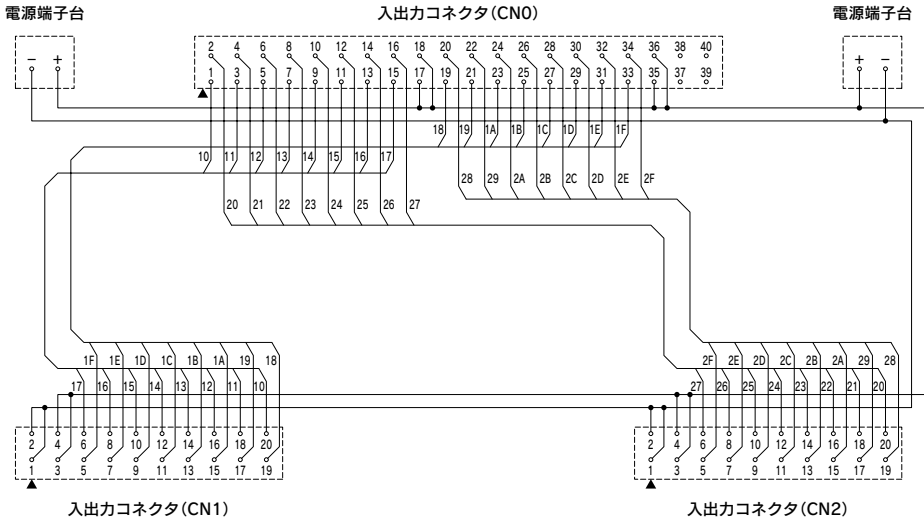 電源端子台 入出力コネクタ(CN0) 電源端子台
2 4 6 8 10 12 14 16 18 20 22 24 26 28 30 32 34 36 38 40
− + + −
1 3 5 7 9 11 13 15 17 19 21 23 25 27 29 31 33 35 37 39
18 19 1A 1B 1C 1D 1E 1F
10 11 12 13 14 15 16 17
28 29 2A 2B 2C 2D 2E 2F
20 21 22 23 24 25 26 27
1F 1E 1D 1C 1B 1A 19 18 2F 2E 2D 2C 2B 2A 29 28
17 16 15 14 13 12 11 10 27 26 25 24 23 22 21 20
2 4 6 8 10 12 14 16 18 20 2 4 6 8 10 12 14 16 18 20
1 3 5 7 9 11 13 15 17 19 1 3 5 7 9 11 13 15 17 19
入出力コネクタ(CN1) 入出力コネクタ(CN2)